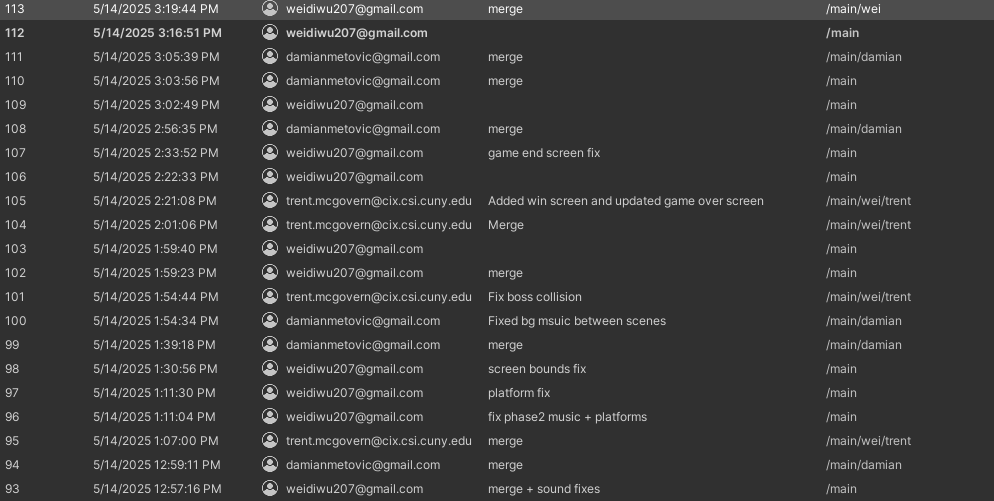 113 5/14/2025 3:19:44 PM weidiwu207@gmail.com merge /main/wei
112 5/14/2025 3:16:51 PM weidiwu207@gmail.com /main
111 5/14/2025 3:05:39 PM damianmetovic@gmail.com merge /main/damian
110 5/14/2025 3:03:56 PM damianmetovic@gmail.com merge /main
109 5/14/2025 3:02:49 PM weidiwu207@gmail.com /main
108 5/14/2025 2:56:35 PM damianmetovic@gmail.com merge /main/damian
107 5/14/2025 2:33:52 PM weidiwu207@gmail.com game end screen fix /main
106 5/14/2025 2:22:33 PM weidiwu207@gmail.com /main
105 5/14/2025 2:21:08 PM trent.mcgovern@cix.csi.cuny.edu Added win screen and updated game over screen /main/wei/trent
104 5/14/2025 2:01:06 PM trent.mcgovern@cix.csi.cuny.edu Merge /main/wei/trent
103 5/14/2025 1:59:40 PM weidiwu207@gmail.com /main
102 5/14/2025 1:59:23 PM weidiwu207@gmail.com merge /main
101 5/14/2025 1:54:44 PM trent.mcgovern@cix.csi.cuny.edu Fix boss collision /main/wei/trent
100 5/14/2025 1:54:34 PM damianmetovic@gmail.com Fixed bg msuic between scenes /main/damian
99 5/14/2025 1:39:18 PM damianmetovic@gmail.com merge /main/damian
98 5/14/2025 1:30:56 PM weidiwu207@gmail.com screen bounds fix /main
97 5/14/2025 1:11:30 PM weidiwu207@gmail.com platform fix /main
96 5/14/2025 1:11:04 PM weidiwu207@gmail.com fix phase2 music + platforms /main
95 5/14/2025 1:07:00 PM trent.mcgovern@cix.csi.cuny.edu merge /main/wei/trent
94 5/14/2025 12:59:11 PM damianmetovic@gmail.com merge /main/damian
93 5/14/2025 12:57:16 PM weidiwu207@gmail.com merge + sound fixes /main